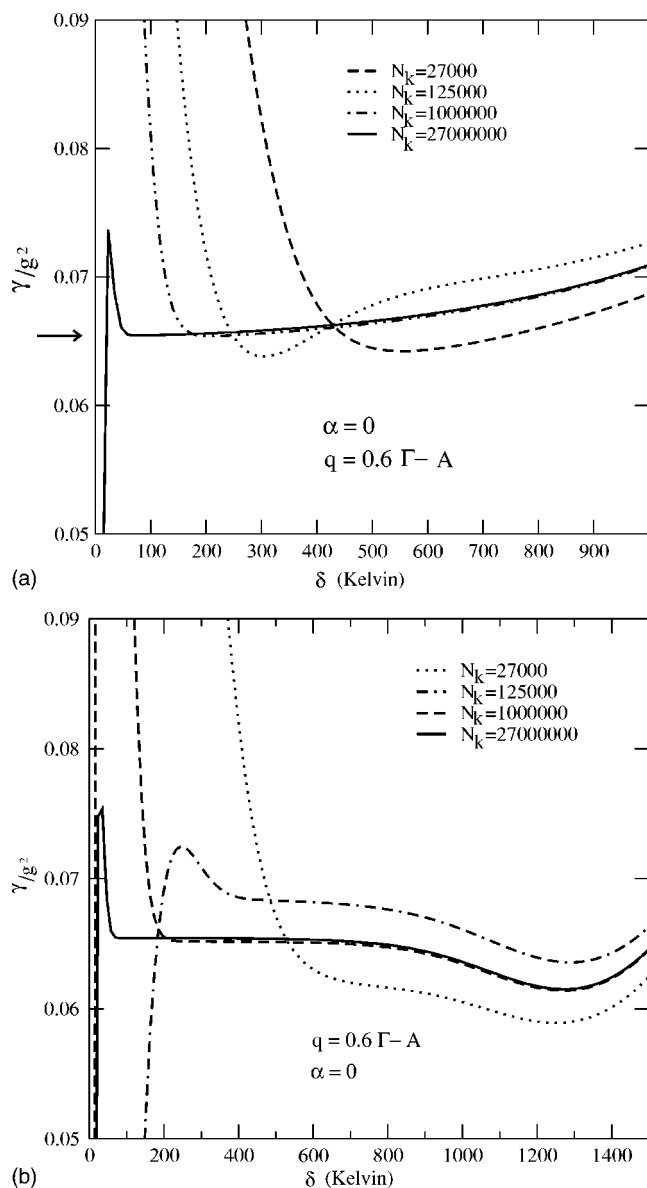 0.09
0.08
0.07
0.06
0.05
γ/g²
N_k=27000
N_k=125000
N_k=1000000
N_k=27000000
α = 0
q = 0.6 Γ− A
0 100 200 300 400 500 600 700 800 900
δ (Kelvin)
(a)
0.09
0.08
0.07
0.06
0.05
γ/g²
N_k=27000
N_k=125000
N_k=1000000
N_k=27000000
q = 0.6 Γ− A
α = 0
0 200 400 600 800 1000 1200 1400
δ (Kelvin)
(b)